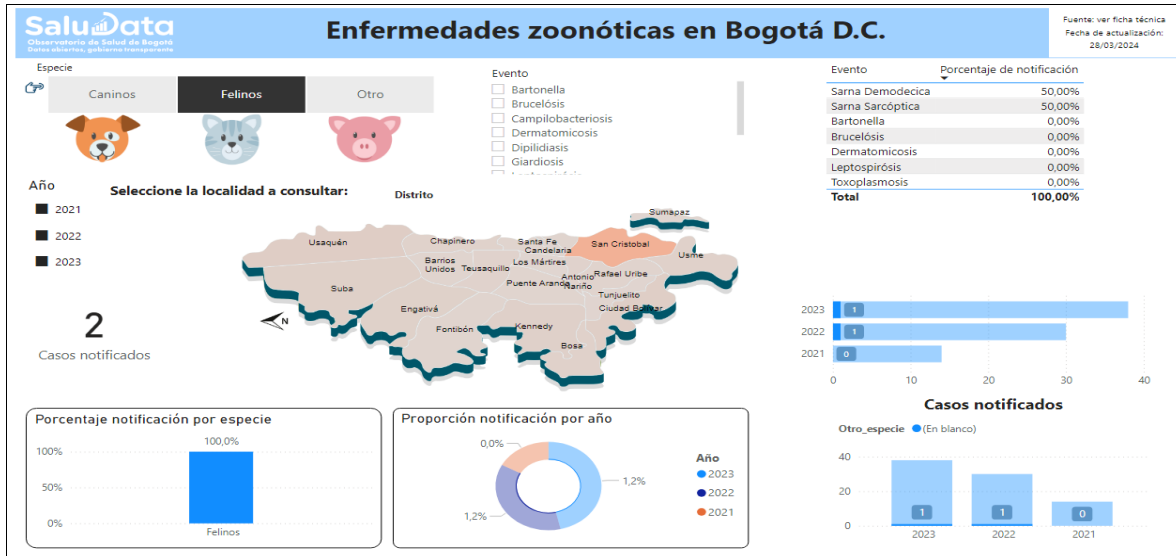 SaluData
Observatorio de Salud de Bogotá
Datos abiertos, gobierno transparente
Enfermedades zoonóticas en Bogotá D.C.
Fuente: ver ficha técnica
Fecha de actualización:
28/03/2024
Especie
Caninos
Felinos
Otro
Evento
Bartonella
Brucelósis
Campilobacteriosis
Dermatomicosis
Dipilidiasis
Giardiosis
Evento Porcentaje de notificación
Sarna Demodecica 50,00%
Sarna Sarcóptica 50,00%
Bartonella 0,00%
Brucelósis 0,00%
Dermatomicosis 0,00%
Leptospirósis 0,00%
Toxoplasmosis 0,00%
Total 100,00%
Año
2021
2022
2023
Seleccione la localidad a consultar:
Distrito
Sumapaz
Usaquén
Chapinero
Santa Fe
Candelaria
San Cristobal
Usme
Barrios
Unidos
Teusaquillo
Los Mártires
Rafael Uribe
Antonio
Nariño
Puente Aranda
Suba
Tunjuelito
Ciudad Bolívar
Engativá
Fontibón
Kennedy
Bosa
N
2
Casos notificados
2023 1
2022 1
2021 0
0 10 20 30 40
Casos notificados
Porcentaje notificación por especie
100,0%
100%
50%
0%
Felinos
Proporción notificación por año
0,0%
1,2%
1,2%
Año
2023
2022
2021
Otro_especie (En blanco)
40
20
0
1 1 0
2023 2022 2021